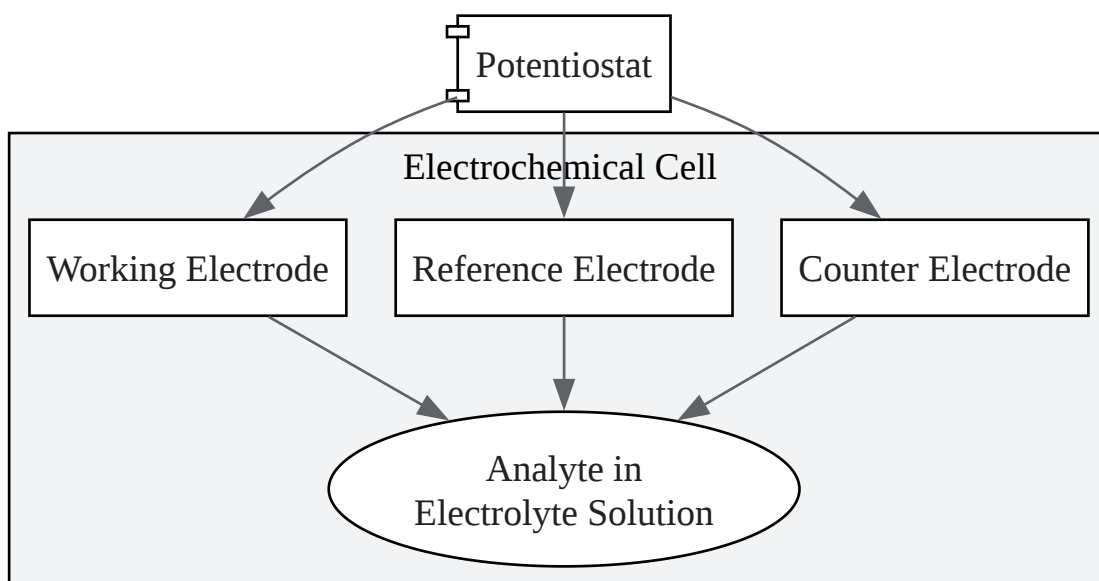 Potentiostat
Electrochemical Cell
Working Electrode
Reference Electrode
Counter Electrode
Analyte in
Electrolyte Solution